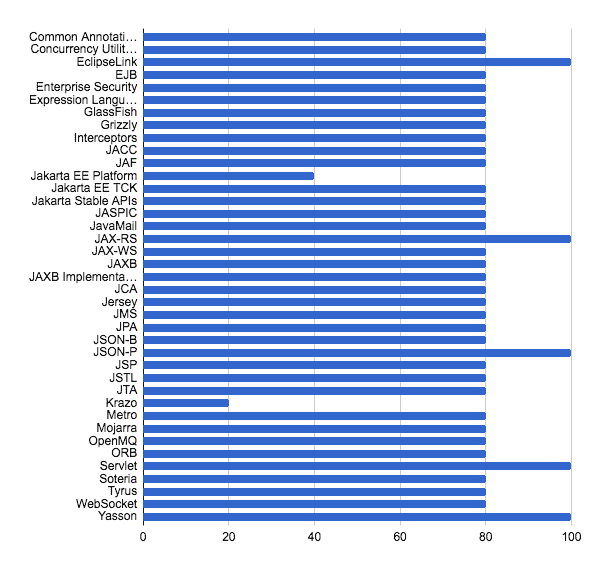 Common Annotati…
Concurrency Utilit…
EclipseLink
EJB
Enterprise Security
Expression Langu…
GlassFish
Grizzly
Interceptors
JACC
JAF
Jakarta EE Platform
Jakarta EE TCK
Jakarta Stable APIs
JASPIC
JavaMail
JAX-RS
JAX-WS
JAXB
JAXB Implementa…
JCA
Jersey
JMS
JPA
JSON-B
JSON-P
JSP
JSTL
JTA
Krazo
Metro
Mojarra
OpenMQ
ORB
Servlet
Soteria
Tyrus
WebSocket
Yasson
0 20 40 60 80 100